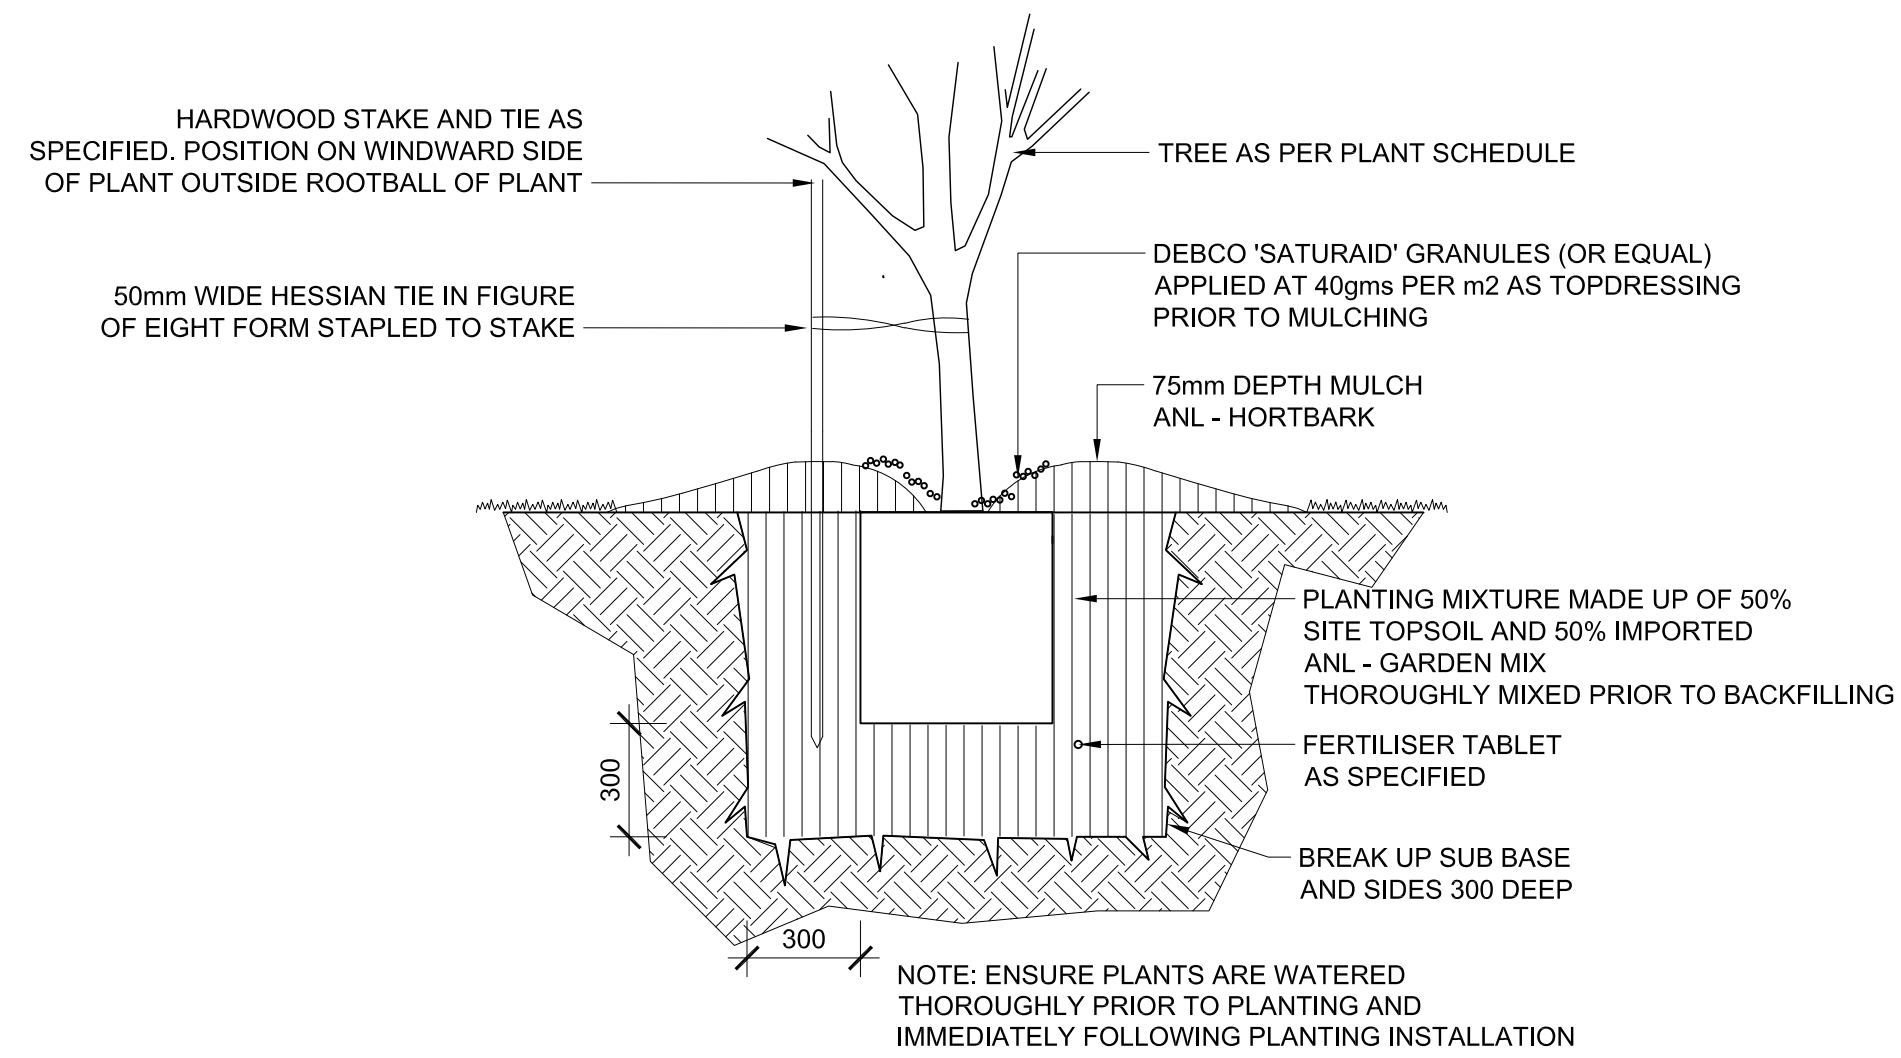 HARDWOOD STAKE AND TIE AS
SPECIFIED. POSITION ON WINDWARD SIDE
OF PLANT OUTSIDE ROOTBALL OF PLANT
TREE AS PER PLANT SCHEDULE
DEBCO 'SATURAID' GRANULES (OR EQUAL)
APPLIED AT 40gms PER m2 AS TOPDRESSING
PRIOR TO MULCHING
50mm WIDE HESSIAN TIE IN FIGURE
OF EIGHT FORM STAPLED TO STAKE
75mm DEPTH MULCH
ANL - HORTBARK
PLANTING MIXTURE MADE UP OF 50%
SITE TOPSOIL AND 50% IMPORTED
ANL - GARDEN MIX
THOROUGHLY MIXED PRIOR TO BACKFILLING
FERTILISER TABLET
AS SPECIFIED
300
BREAK UP SUB BASE
AND SIDES 300 DEEP
300
NOTE: ENSURE PLANTS ARE WATERED
THOROUGHLY PRIOR TO PLANTING AND
IMMEDIATELY FOLLOWING PLANTING INSTALLATION